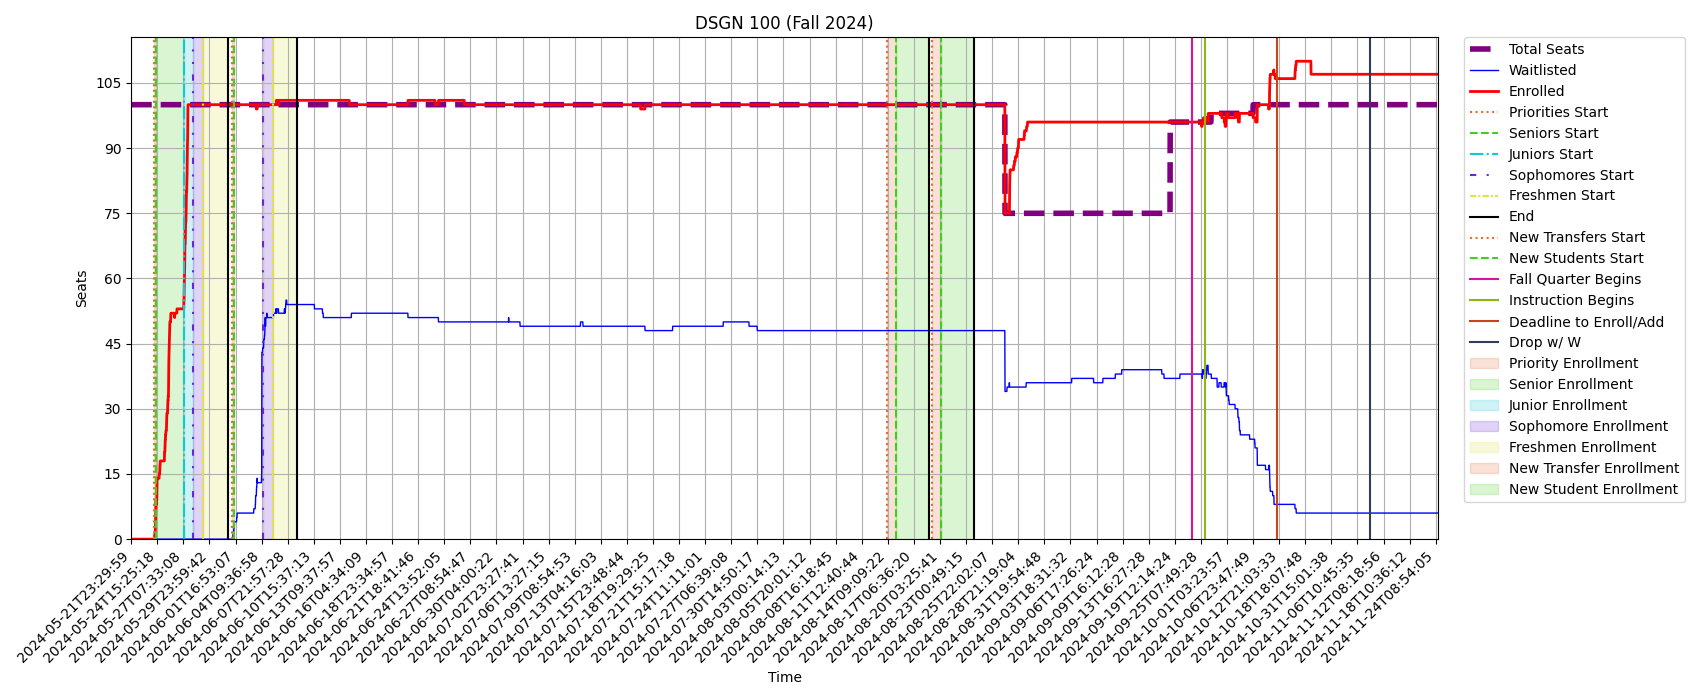 DSGN 100 (Fall 2024)
Seats
105
90
75
60
45
30
15
0
2024-05-21T23:29:59
2024-05-24T15:25:18
2024-05-27T07:33:08
2024-05-29T23:59:42
2024-06-01T16:53:07
2024-06-04T09:36:58
2024-06-07T21:57:28
2024-06-10T15:37:13
2024-06-13T09:37:57
2024-06-16T04:34:09
2024-06-18T23:34:57
2024-06-21T18:41:46
2024-06-24T13:52:05
2024-06-27T08:54:47
2024-06-30T04:00:22
2024-07-02T23:27:41
2024-07-06T13:27:15
2024-07-09T08:54:53
2024-07-13T04:16:03
2024-07-15T23:48:44
2024-07-18T19:29:23
2024-07-21T15:17:18
2024-07-24T11:11:01
2024-07-27T06:39:08
2024-07-30T14:50:17
2024-08-03T00:14:13
2024-08-05T20:01:12
2024-08-08T16:18:45
2024-08-11T12:40:44
2024-08-14T09:09:22
2024-08-17T06:36:20
2024-08-20T03:25:41
2024-08-23T00:49:15
2024-08-25T22:02:07
2024-08-28T21:19:04
2024-08-31T19:54:48
2024-09-03T18:31:32
2024-09-06T17:26:24
2024-09-09T16:12:28
2024-09-13T16:27:28
2024-09-19T12:14:24
2024-09-25T07:49:28
2024-10-01T03:23:57
2024-10-06T23:47:49
2024-10-12T21:03:33
2024-10-18T18:07:48
2024-10-31T15:01:38
2024-11-06T10:45:35
2024-11-12T08:18:56
2024-11-18T10:36:12
2024-11-24T08:54:05
Time
Total Seats
Waitlisted
Enrolled
Priorities Start
Seniors Start
Juniors Start
Sophomores Start
Freshmen Start
End
New Transfers Start
New Students Start
Fall Quarter Begins
Instruction Begins
Deadline to Enroll/Add
Drop w/ W
Priority Enrollment
Senior Enrollment
Junior Enrollment
Sophomore Enrollment
Freshmen Enrollment
New Transfer Enrollment
New Student Enrollment